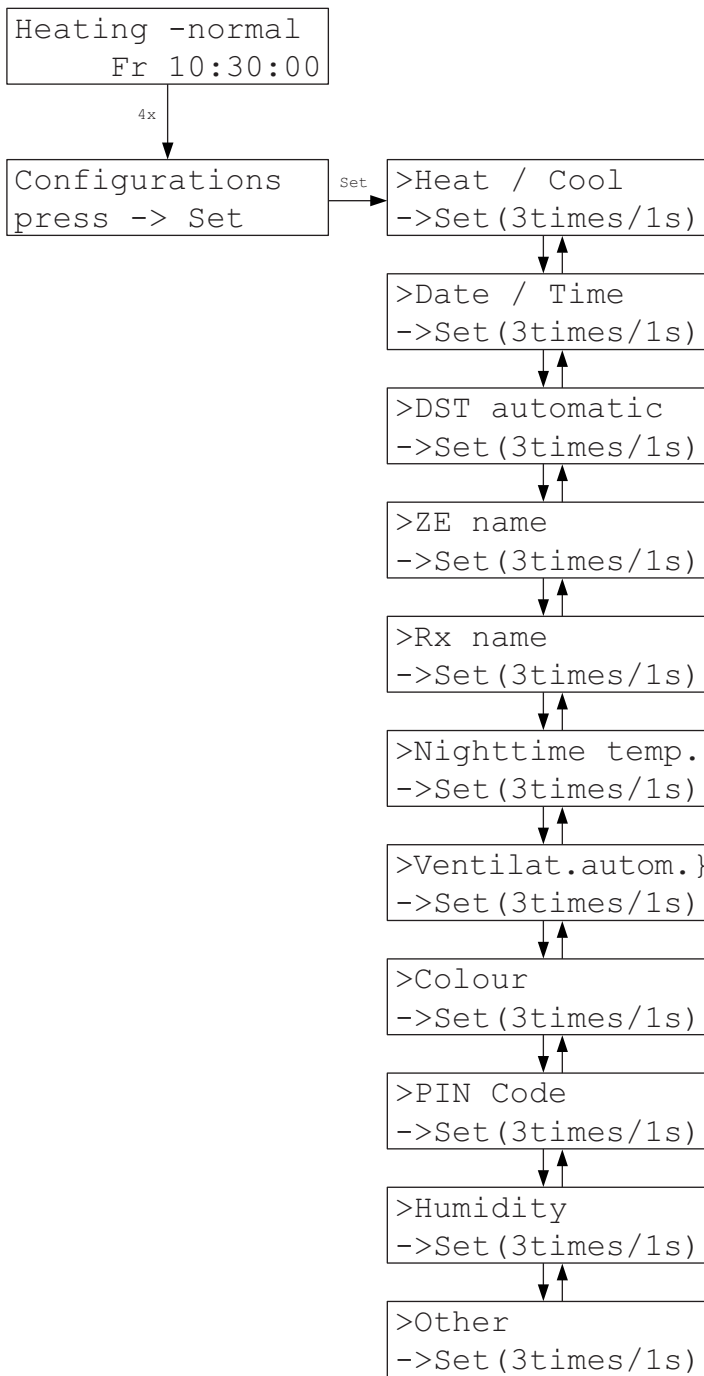 Heating -normal
Fr 10:30:00
4x
Configurations
press -> Set
Set
>Heat / Cool
->Set(3times/1s)
>Date / Time
->Set(3times/1s)
>DST automatic
->Set(3times/1s)
>ZE name
->Set(3times/1s)
>Rx name
->Set(3times/1s)
>Nighttime temp.
->Set(3times/1s)
>Ventilat.autom.}
->Set(3times/1s)
>Colour
->Set(3times/1s)
>PIN Code
->Set(3times/1s)
>Humidity
->Set(3times/1s)
>Other
->Set(3times/1s)